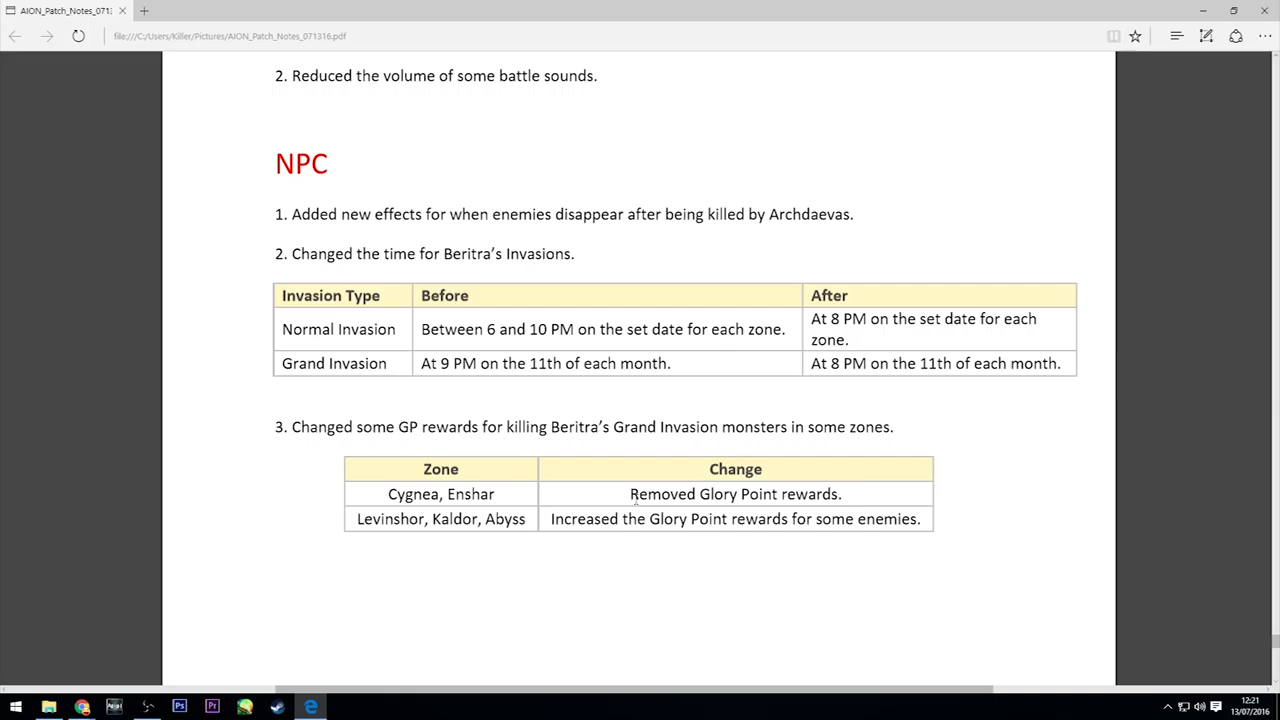 AION_Patch_Notes_0713
file:///C:/Users/Killer/Pictures/AION_Patch_Notes_071316.pdf
2. Reduced the volume of some battle sounds.
NPC
1. Added new effects for when enemies disappear after being killed by Archdaevas.
2. Changed the time for Beritra’s Invasions.
Invasion Type Before After
Normal Invasion Between 6 and 10 PM on the set date for each zone. At 8 PM on the set date for each
zone.
Grand Invasion At 9 PM on the 11th of each month. At 8 PM on the 11th of each month.
3. Changed some GP rewards for killing Beritra’s Grand Invasion monsters in some zones.
Zone Change
Cygnea, Enshar Removed Glory Point rewards.
Levinshor, Kaldor, Abyss Increased the Glory Point rewards for some enemies.
Ps Pr
12:21
13/07/2016